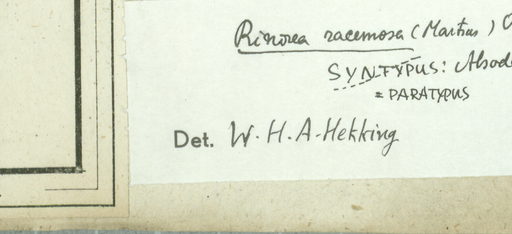 Rinorea racemosa (Martius)
SYNTYPUS: Alsod
= PARATYPUS
Det. W. H. A. Hekking